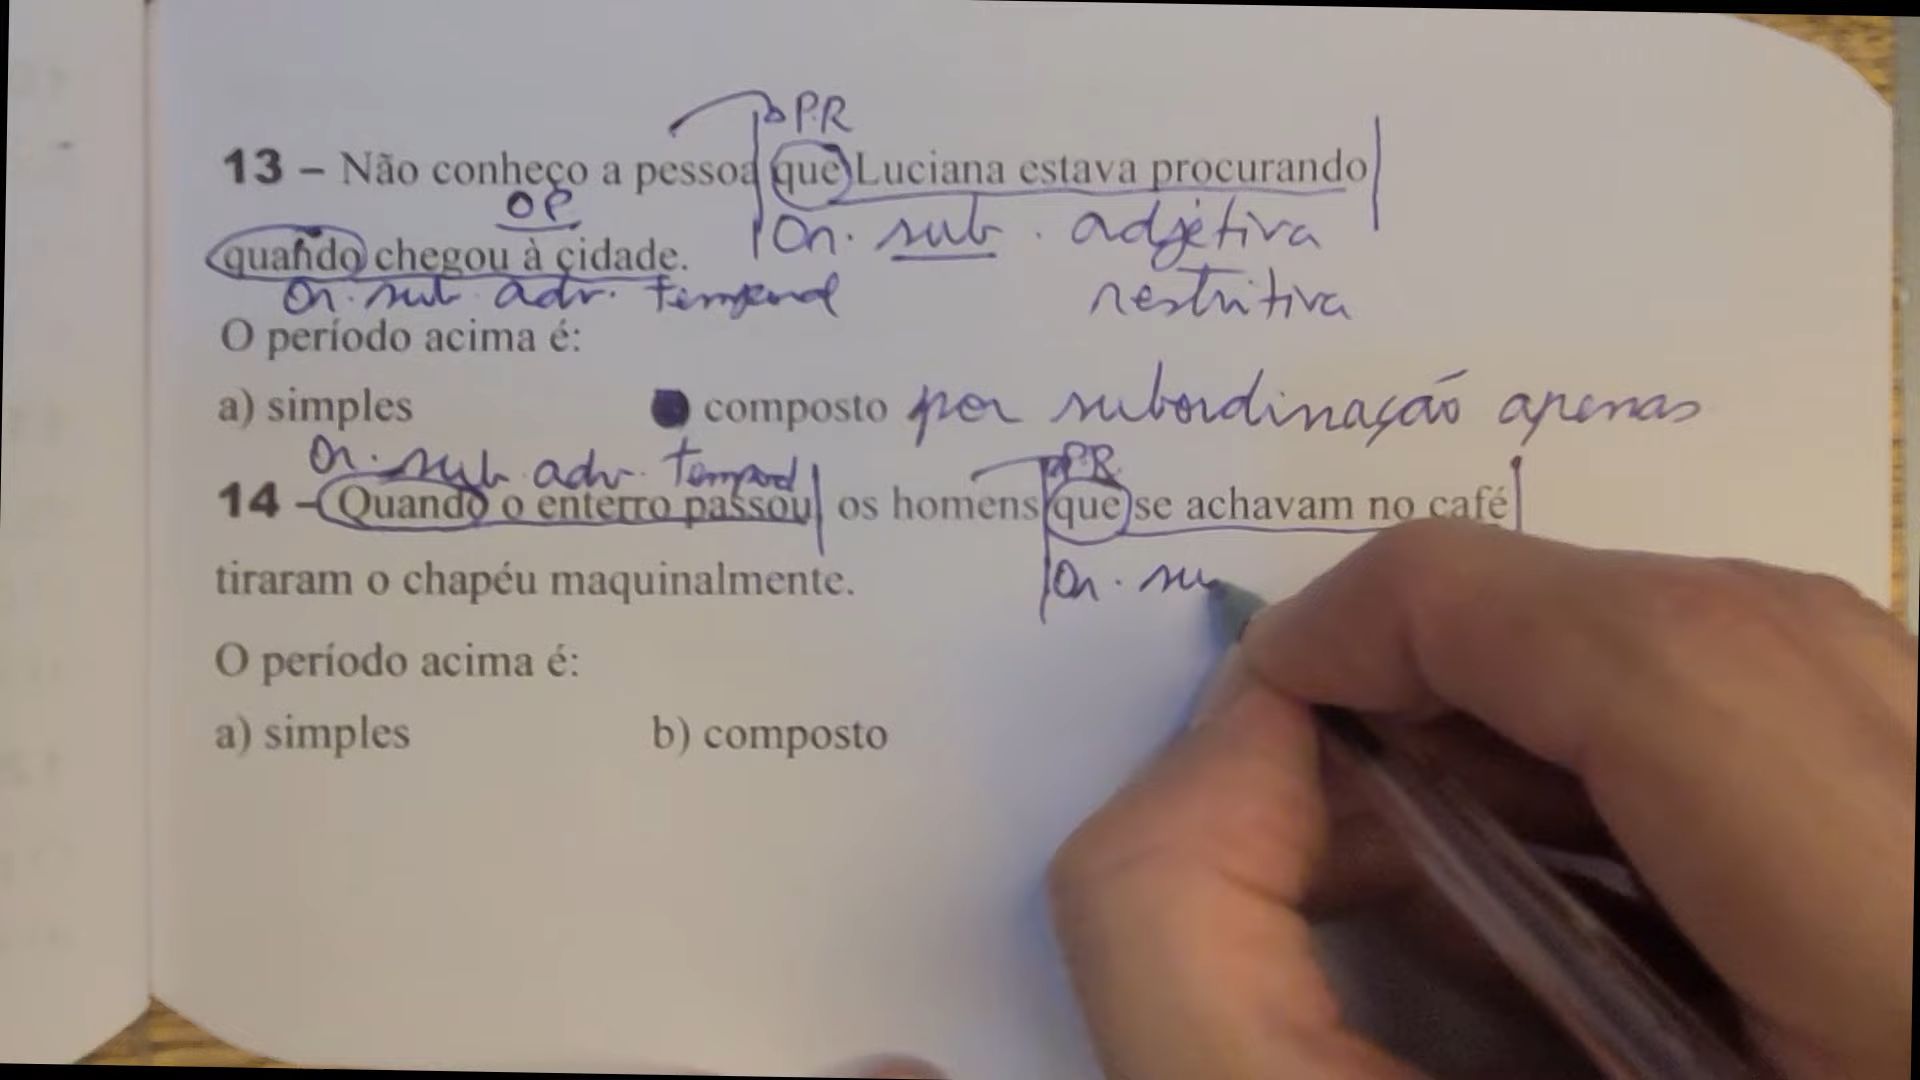 P.R
13 – Não conheço a pessoa que Luciana estava procurando
OP
Or. sub. adjetiva
quando chegou à cidade.
Or. sub. adv. temporal
restritiva
O período acima é:
a) simples composto por subordinação apenas
Or. sub. adv. temporal
P.R.
14 – Quando o enterro passou os homens que se achavam no café
tiraram o chapéu maquinalmente.
Or. su
O período acima é:
a) simples b) composto